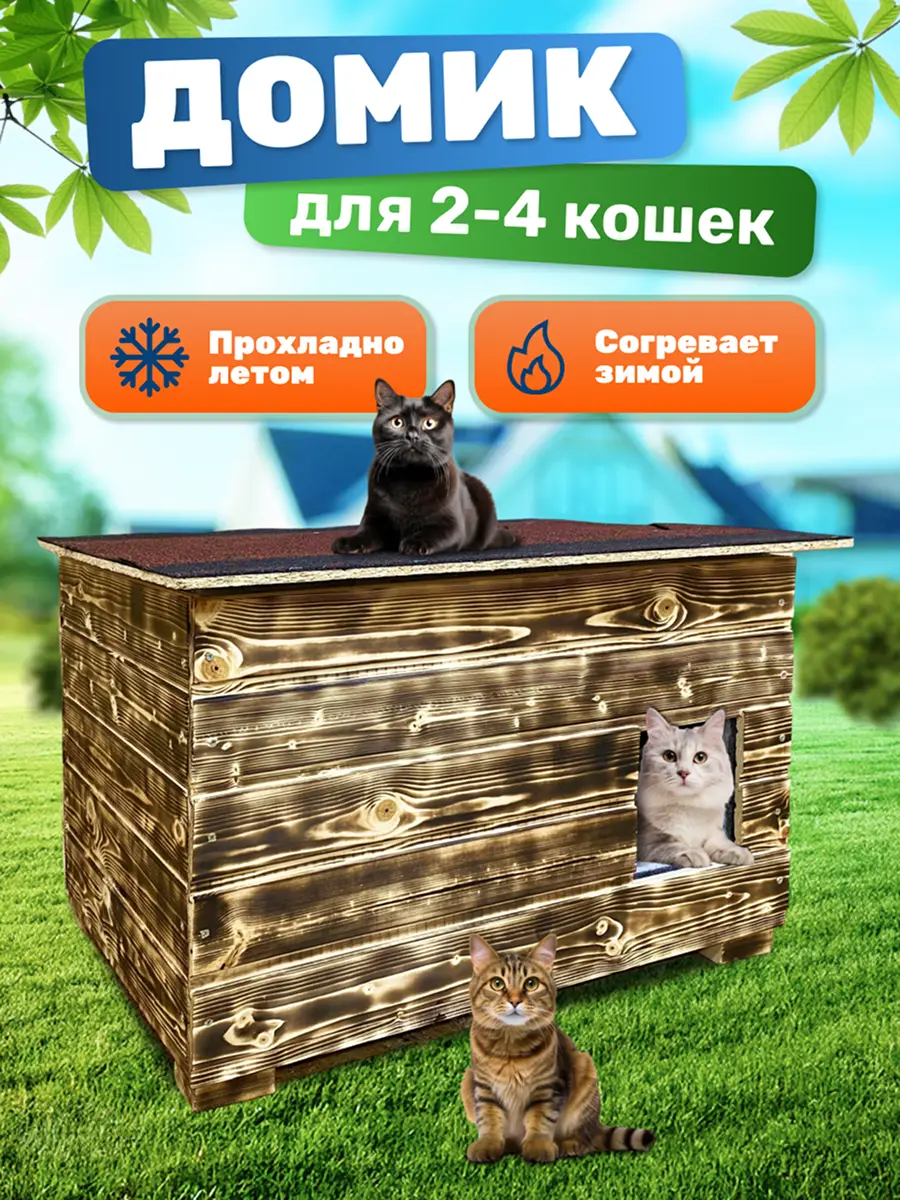 ДОМИК
для 2-4 кошек
Прохладно
летом
Согревает
зимой